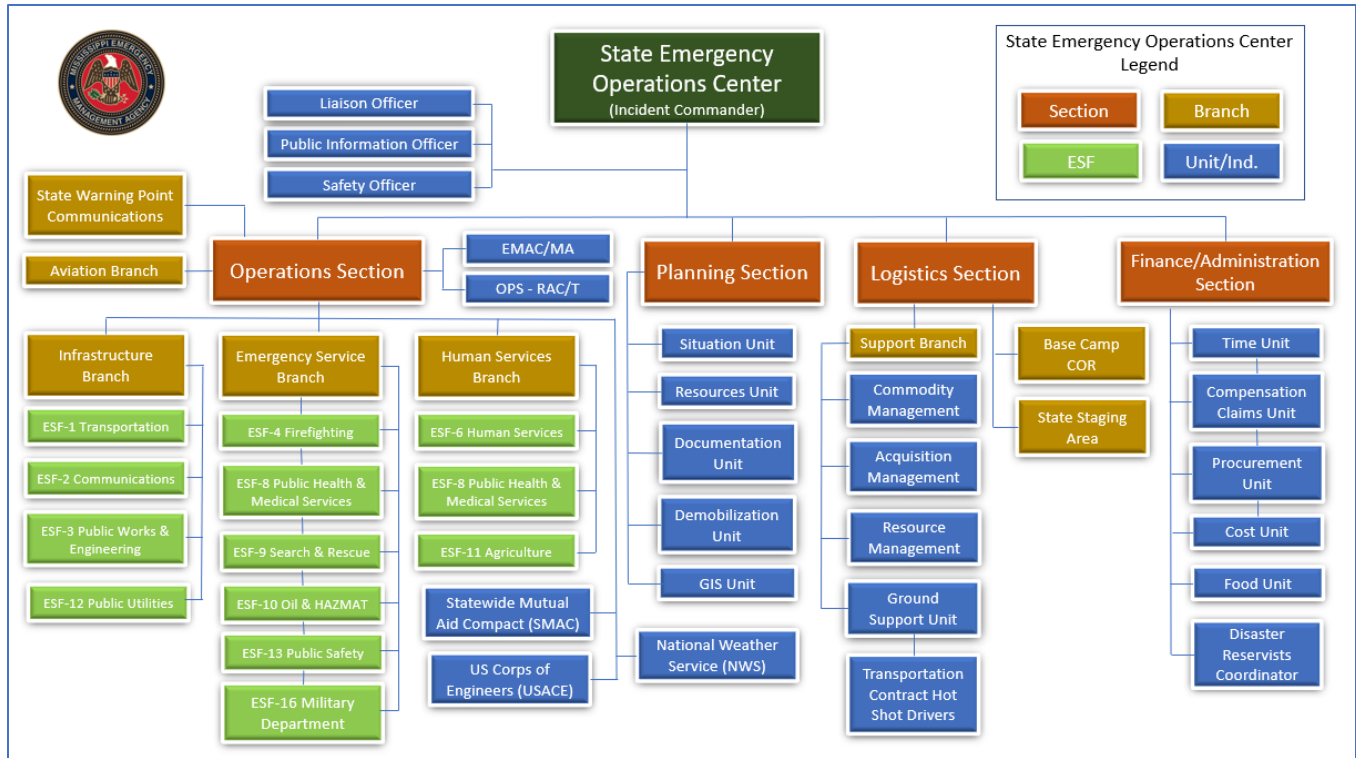 MISSISSIPPI EMERGENCY
MANAGEMENT AGENCY
State Emergency
Operations Center
(Incident Commander)
State Emergency Operations Center
Legend
Section
Branch
ESF
Unit/Ind.
Liaison Officer
Public Information Officer
Safety Officer
State Warning Point
Communications
Aviation Branch
Operations Section
EMAC/MA
OPS - RAC/T
Planning Section
Logistics Section
Finance/Administration
Section
Infrastructure
Branch
ESF-1 Transportation
ESF-2 Communications
ESF-3 Public Works &
Engineering
ESF-12 Public Utilities
Emergency Service
Branch
ESF-4 Firefighting
ESF-8 Public Health &
Medical Services
ESF-9 Search & Rescue
ESF-10 Oil & HAZMAT
ESF-13 Public Safety
ESF-16 Military
Department
Human Services
Branch
ESF-6 Human Services
ESF-8 Public Health &
Medical Services
ESF-11 Agriculture
Statewide Mutual
Aid Compact (SMAC)
US Corps of
Engineers (USACE)
National Weather
Service (NWS)
Situation Unit
Resources Unit
Documentation
Unit
Demobilization
Unit
GIS Unit
Support Branch
Commodity
Management
Acquisition
Management
Resource
Management
Ground
Support Unit
Transportation
Contract Hot
Shot Drivers
Base Camp
COR
State Staging
Area
Time Unit
Compensation
Claims Unit
Procurement
Unit
Cost Unit
Food Unit
Disaster
Reservists
Coordinator